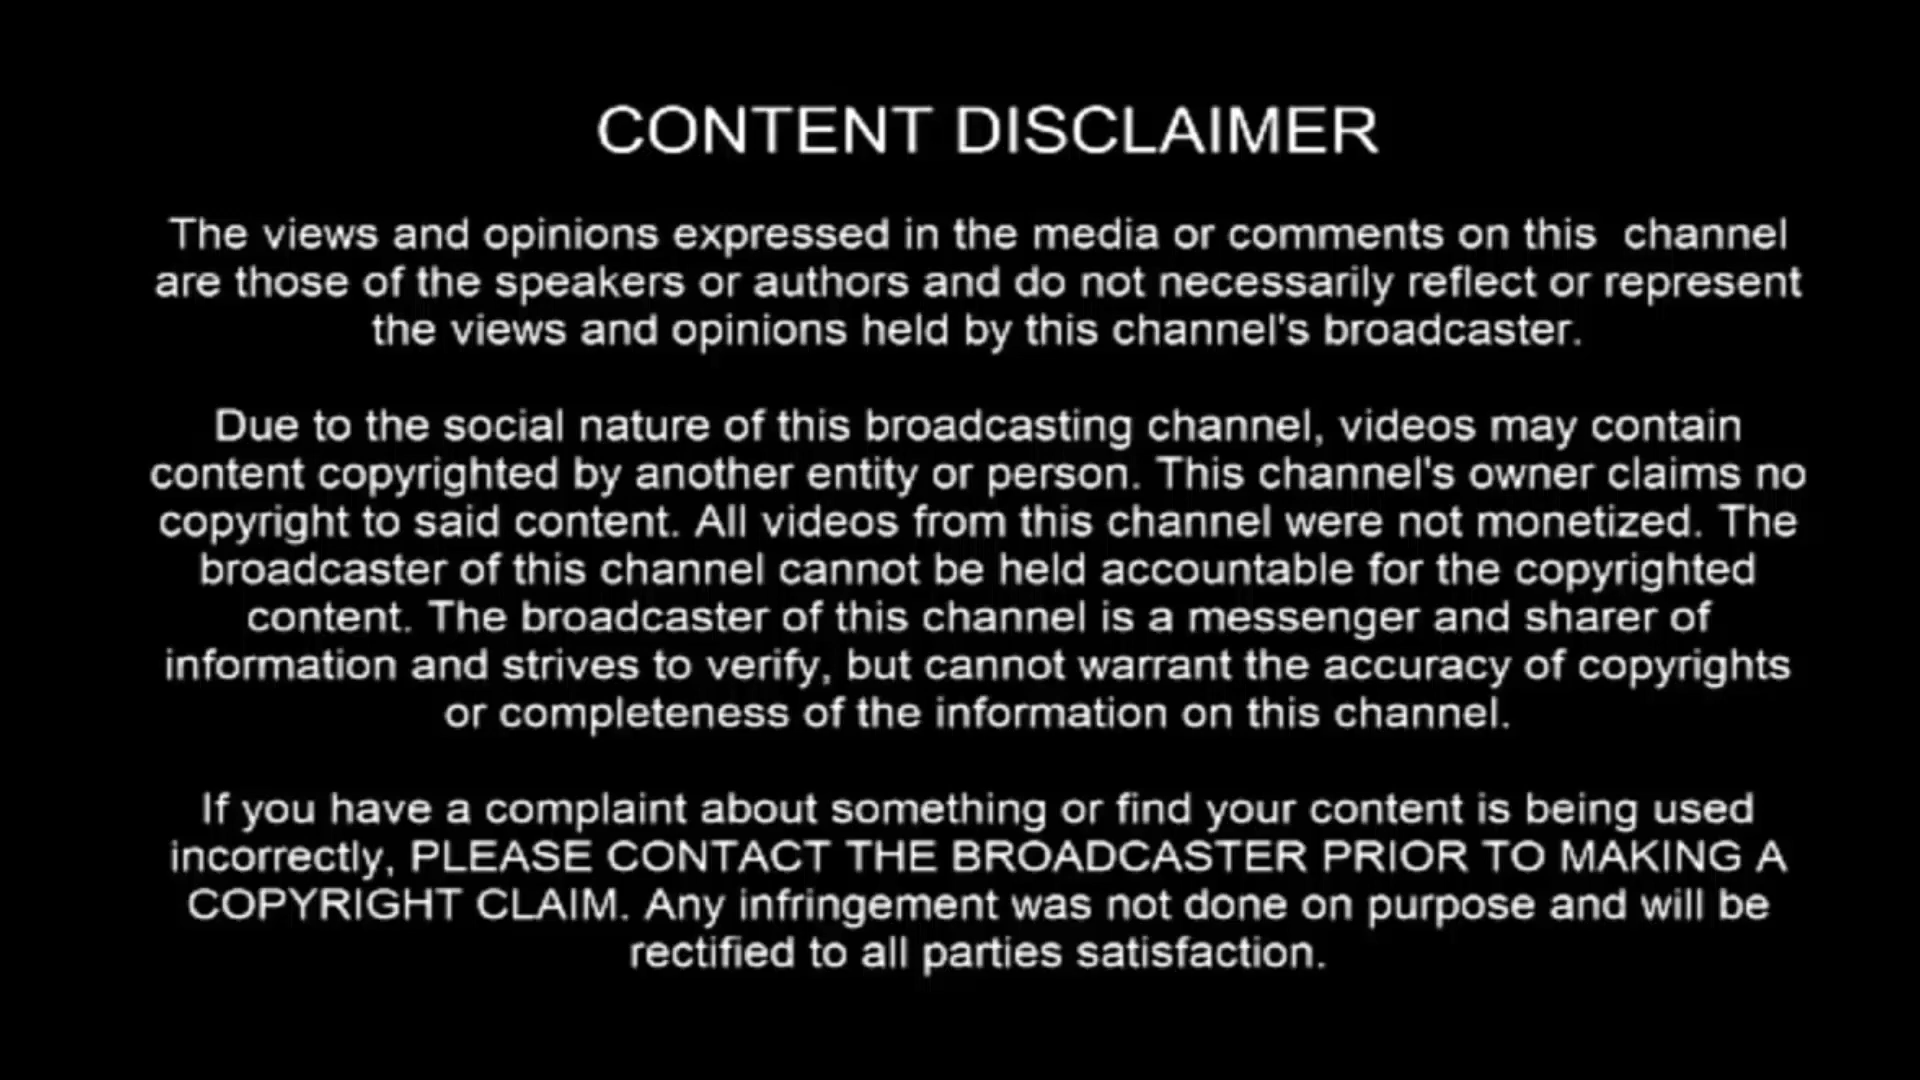 CONTENT DISCLAIMER
The views and opinions expressed in the media or comments on this channel
are those of the speakers or authors and do not necessarily reflect or represent
the views and opinions held by this channel's broadcaster.
Due to the social nature of this broadcasting channel, videos may contain
content copyrighted by another entity or person. This channel's owner claims no
copyright to said content. All videos from this channel were not monetized. The
broadcaster of this channel cannot be held accountable for the copyrighted
content. The broadcaster of this channel is a messenger and sharer of
information and strives to verify, but cannot warrant the accuracy of copyrights
or completeness of the information on this channel.
If you have a complaint about something or find your content is being used
incorrectly, PLEASE CONTACT THE BROADCASTER PRIOR TO MAKING A
COPYRIGHT CLAIM. Any infringement was not done on purpose and will be
rectified to all parties satisfaction.